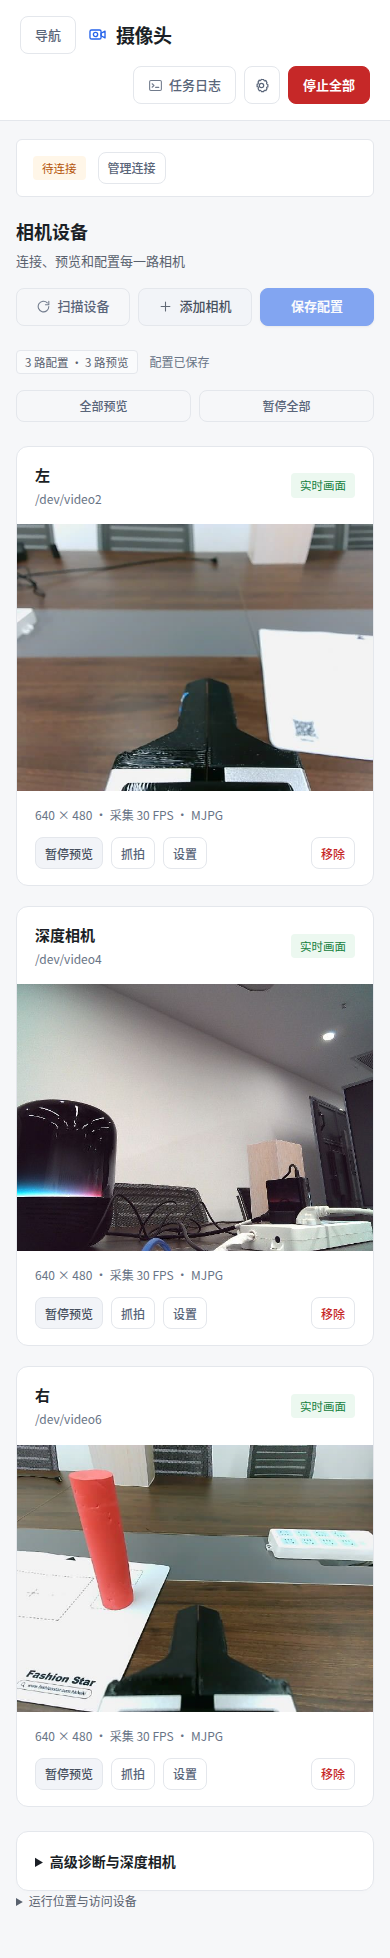 导航
摄像头
任务日志
停止全部
待连接
管理连接
相机设备
连接、预览和配置每一路相机
扫描设备
添加相机
保存配置
3 路配置 · 3 路预览
配置已保存
全部预览
暂停全部
左
/dev/video2
实时画面
640 × 480 · 采集 30 FPS · MJPG
暂停预览
抓拍
设置
移除
深度相机
/dev/video4
实时画面
640 × 480 · 采集 30 FPS · MJPG
暂停预览
抓拍
设置
移除
右
/dev/video6
实时画面
Fashion Star
640 × 480 · 采集 30 FPS · MJPG
暂停预览
抓拍
设置
移除
高级诊断与深度相机
运行位置与访问设备